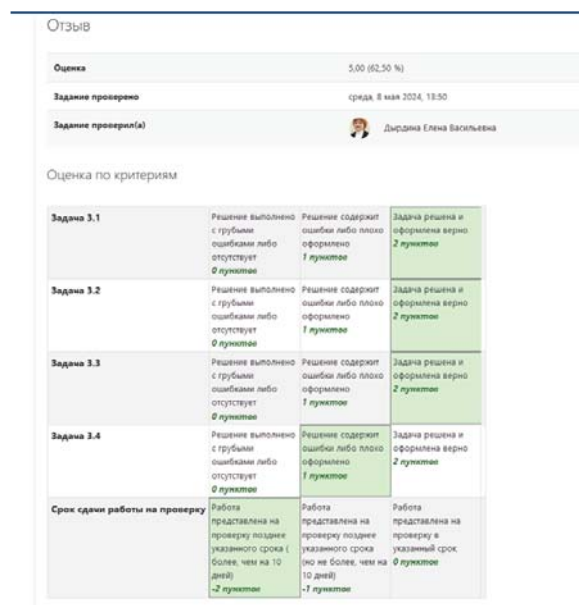 Отзыв
Оценка 5,00 (62,50 %)
Задание проверено среда, 8 мая 2024, 18:50
Задание проверил(а) Дырдина Елена Васильевна
Оценка по критериям
Задача 3.1
Решение выполнено
с грубыми
ошибками либо
отсутствует
0 пунктов
Решение содержит
ошибки либо плохо
оформлено
1 пунктов
Задача решена и
оформлена верно
2 пунктов
Задача 3.2
Решение выполнено
с грубыми
ошибками либо
отсутствует
0 пунктов
Решение содержит
ошибки либо плохо
оформлено
1 пунктов
Задача решена и
оформлена верно
2 пунктов
Задача 3.3
Решение выполнено
с грубыми
ошибками либо
отсутствует
0 пунктов
Решение содержит
ошибки либо плохо
оформлено
1 пунктов
Задача решена и
оформлена верно
2 пунктов
Задача 3.4
Решение выполнено
с грубыми
ошибками либо
отсутствует
0 пунктов
Решение содержит
ошибки либо плохо
оформлено
1 пунктов
Задача решена и
оформлена верно
2 пунктов
Срок сдачи работы на проверку
Работа
представлена на
проверку позднее
указанного срока (
более, чем на 10
дней)
-2 пунктов
Работа
представлена на
проверку позднее
указанного срока
(но не более, чем на
10 дней)
-1 пунктов
Работа
представлена на
проверку в
указанный срок
0 пунктов